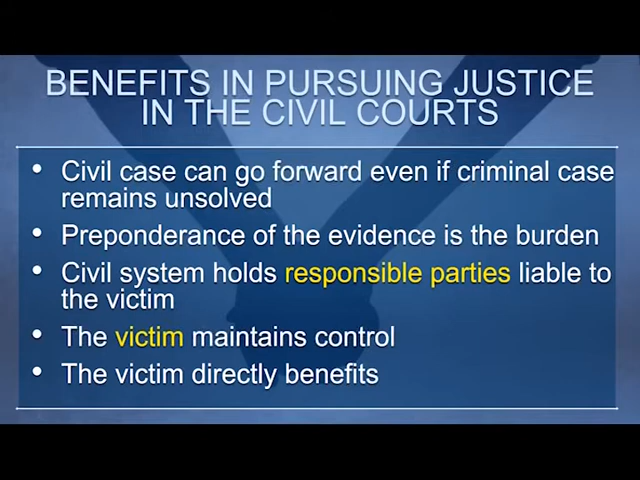 BENEFITS IN PURSUING JUSTICE
IN THE CIVIL COURTS
• Civil case can go forward even if criminal case
remains unsolved
• Preponderance of the evidence is the burden
• Civil system holds responsible parties liable to
the victim
• The victim maintains control
• The victim directly benefits